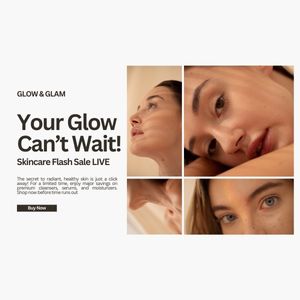 GLOW & GLAM
Your Glow
Can't Wait!
Skincare Flash Sale LIVE
The secret to radiant, healthy skin is just a click
away! For a limited time, enjoy major savings on
premium cleansers, serums, and moisturizers.
Shop now before time runs out
Buy Now